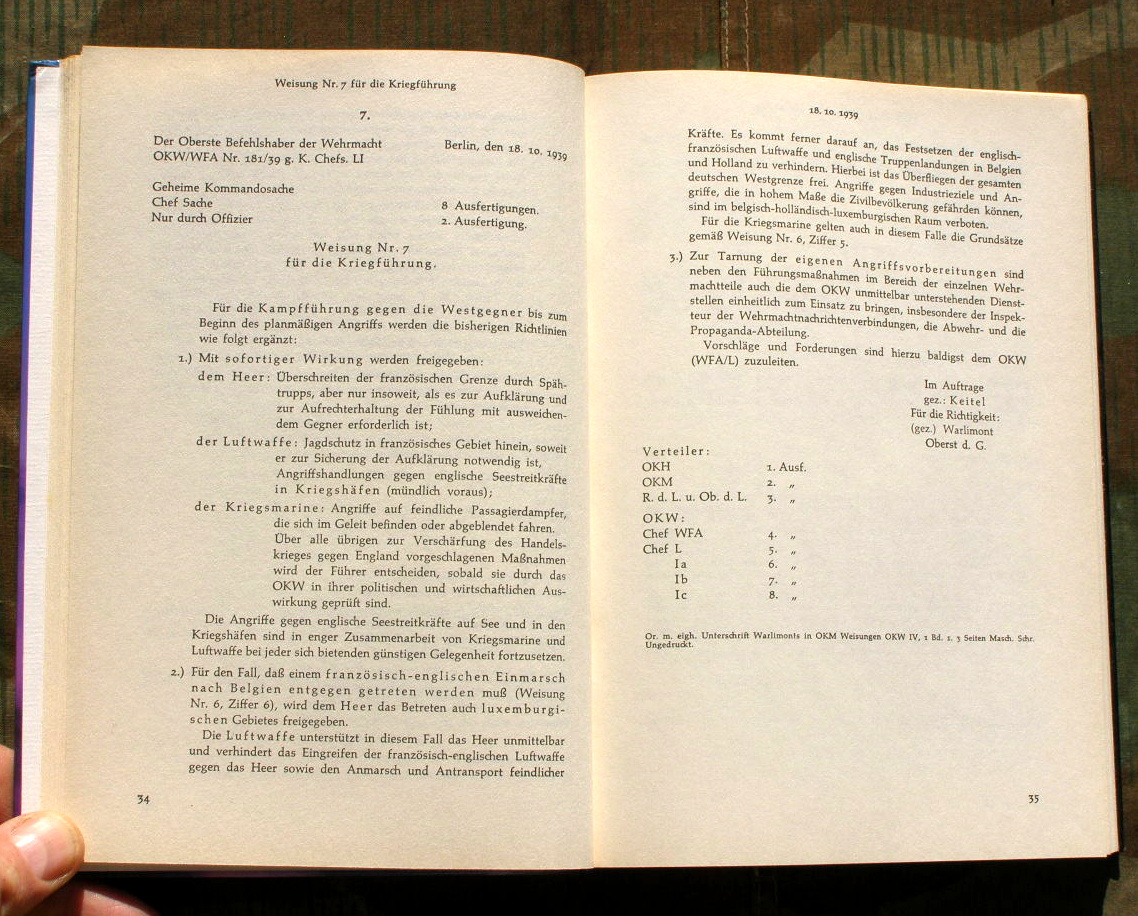 Weisung Nr. 7 für die Kriegführung
7.
Der Oberste Befehlshaber der Wehrmacht Berlin, den 18. 10. 1939
OKW/WFA Nr. 181/39 g. K. Chefs. LI
Geheime Kommandosache
Chef Sache 8 Ausfertigungen.
Nur durch Offizier 2. Ausfertigung.
Weisung Nr. 7
für die Kriegführung.
Für die Kampfführung gegen die Westgegner bis zum
Beginn des planmäßigen Angriffs werden die bisherigen Richtlinien
wie folgt ergänzt:
1.) Mit sofortiger Wirkung werden freigegeben:
dem Heer: Überschreiten der französischen Grenze durch Späh-
trupps, aber nur insoweit, als es zur Aufklärung und
zur Aufrechterhaltung der Fühlung mit ausweichen-
dem Gegner erforderlich ist;
der Luftwaffe: Jagdschutz in französisches Gebiet hinein, soweit
er zur Sicherung der Aufklärung notwendig ist,
Angriffshandlungen gegen englische Seestreitkräfte
in Kriegshäfen (mündlich voraus);
der Kriegsmarine: Angriffe auf feindliche Passagierdampfer,
die sich im Geleit befinden oder abgeblendet fahren.
Über alle übrigen zur Verschärfung des Handels-
krieges gegen England vorgeschlagenen Maßnahmen
wird der Führer entscheiden, sobald sie durch das
OKW in ihrer politischen und wirtschaftlichen Aus-
wirkung geprüft sind.
Die Angriffe gegen englische Seestreitkräfte auf See und in den
Kriegshäfen sind in enger Zusammenarbeit von Kriegsmarine und
Luftwaffe bei jeder sich bietenden günstigen Gelegenheit fortzusetzen.
2.) Für den Fall, daß einem französisch-englischen Einmarsch
nach Belgien entgegen getreten werden muß (Weisung
Nr. 6, Ziffer 6), wird dem Heer das Betreten auch luxemburgi-
schen Gebietes freigegeben.
Die Luftwaffe unterstützt in diesem Fall das Heer unmittelbar
und verhindert das Eingreifen der französisch-englischen Luftwaffe
gegen das Heer sowie den Anmarsch und Antransport feindlicher
34
18. 10. 1939
Kräfte. Es kommt ferner darauf an, das Festsetzen der englisch-
französischen Luftwaffe und englische Truppenlandungen in Belgien
und Holland zu verhindern. Hierbei ist das Überfliegen der gesamten
deutschen Westgrenze frei. Angriffe gegen Industrieziele und An-
griffe, die in hohem Maße die Zivilbevölkerung gefährden können,
sind im belgisch-holländisch-luxemburgischen Raum verboten.
Für die Kriegsmarine gelten auch in diesem Falle die Grundsätze
gemäß Weisung Nr. 6, Ziffer 5.
3.) Zur Tarnung der eigenen Angriffsvorbereitungen sind
neben den Führungsmaßnahmen im Bereich der einzelnen Wehr-
machtteile auch die dem OKW unmittelbar unterstehenden Dienst-
stellen einheitlich zum Einsatz zu bringen, insbesondere der Inspek-
teur der Wehrmachtnachrichtenverbindungen, die Abwehr- und die
Propaganda-Abteilung.
Vorschläge und Forderungen sind hierzu baldigst dem OKW
(WFA/L) zuzuleiten.
Im Auftrage
gez.: Keitel
Für die Richtigkeit:
(gez.) Warlimont
Oberst d. G.
Verteiler:
OKH 1. Ausf.
OKM 2. „
R. d. L. u. Ob. d. L. 3. „
OKW:
Chef WFA 4. „
Chef L 5. „
Ia 6. „
Ib 7. „
Ic 8. „
Or. m. eigh. Unterschrift Warlimonts in OKM Weisungen OKW IV, 1 Bd. 1. 3 Seiten Masch. Schr.
Ungedruckt.
35